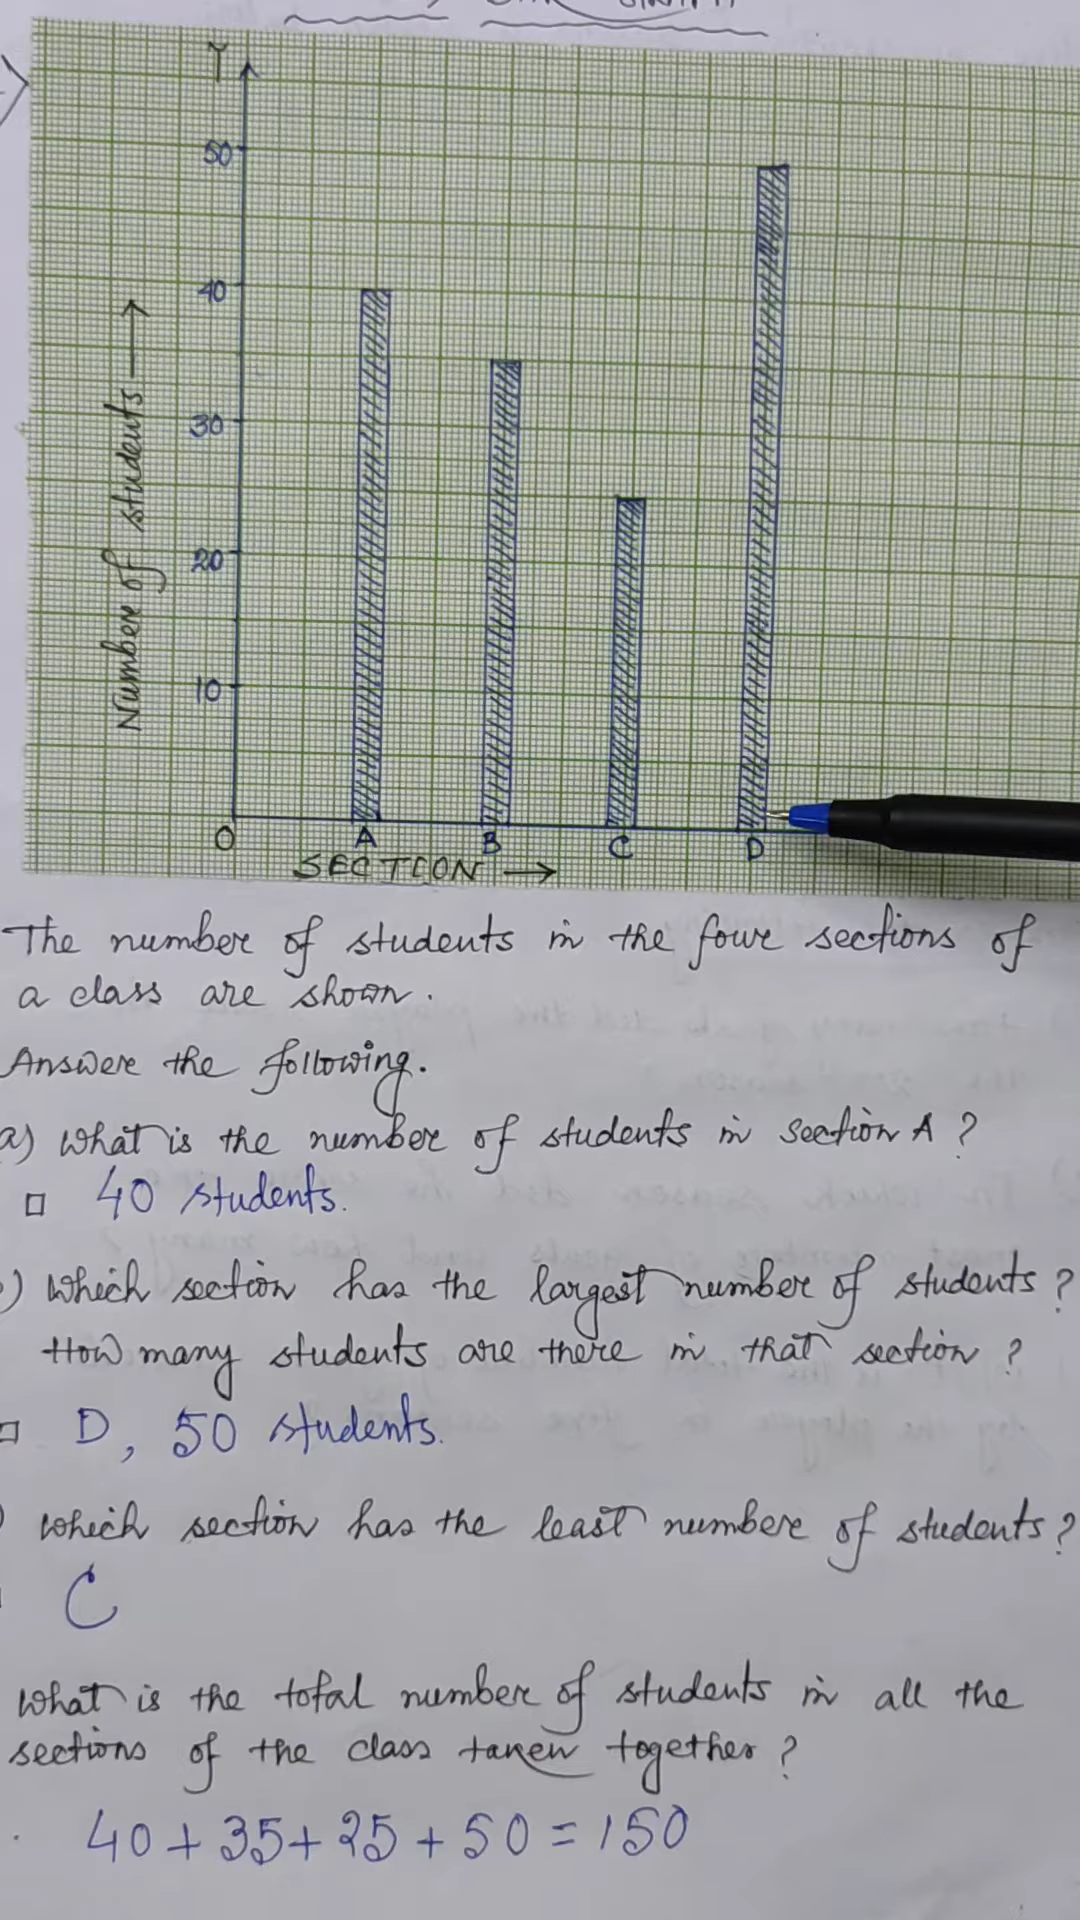 Y
50
40
30
20
10
Number of students →
O A B C D
SECTION →
The number of students in the four sections of
a class are shown.
Answer the following.
a) What is the number of students in section A ?
40 students.
) Which section has the largest number of students ?
How many students are there in that section ?
D, 50 students.
which section has the least number of students ?
C
What is the total number of students in all the
sections of the class taken together ?
40 + 35 + 25 + 50 = 150